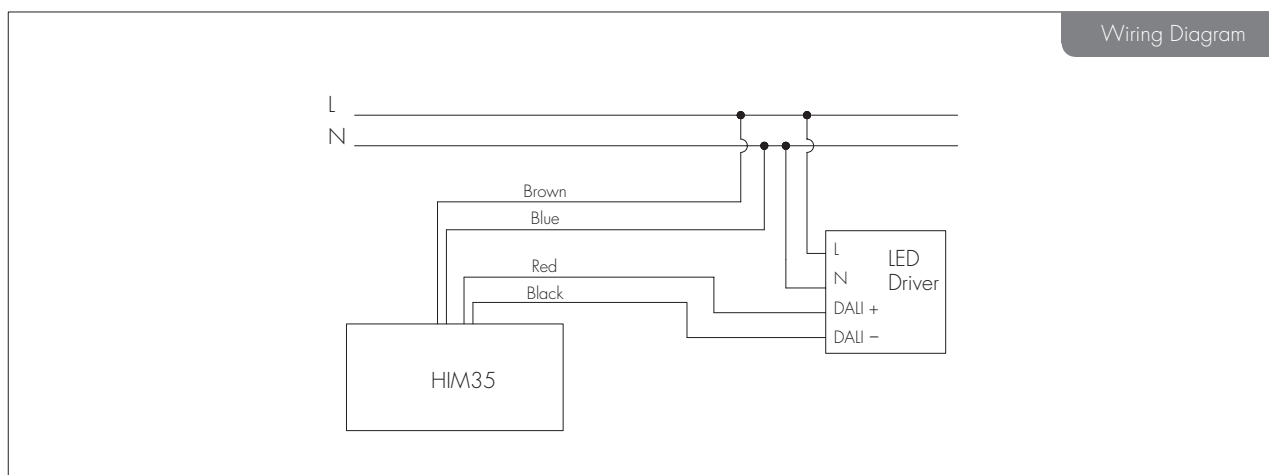 Wiring Diagram
L
N
Brown
Blue
Red
Black
HIM35
L
N
DALI +
DALI −
LED
Driver